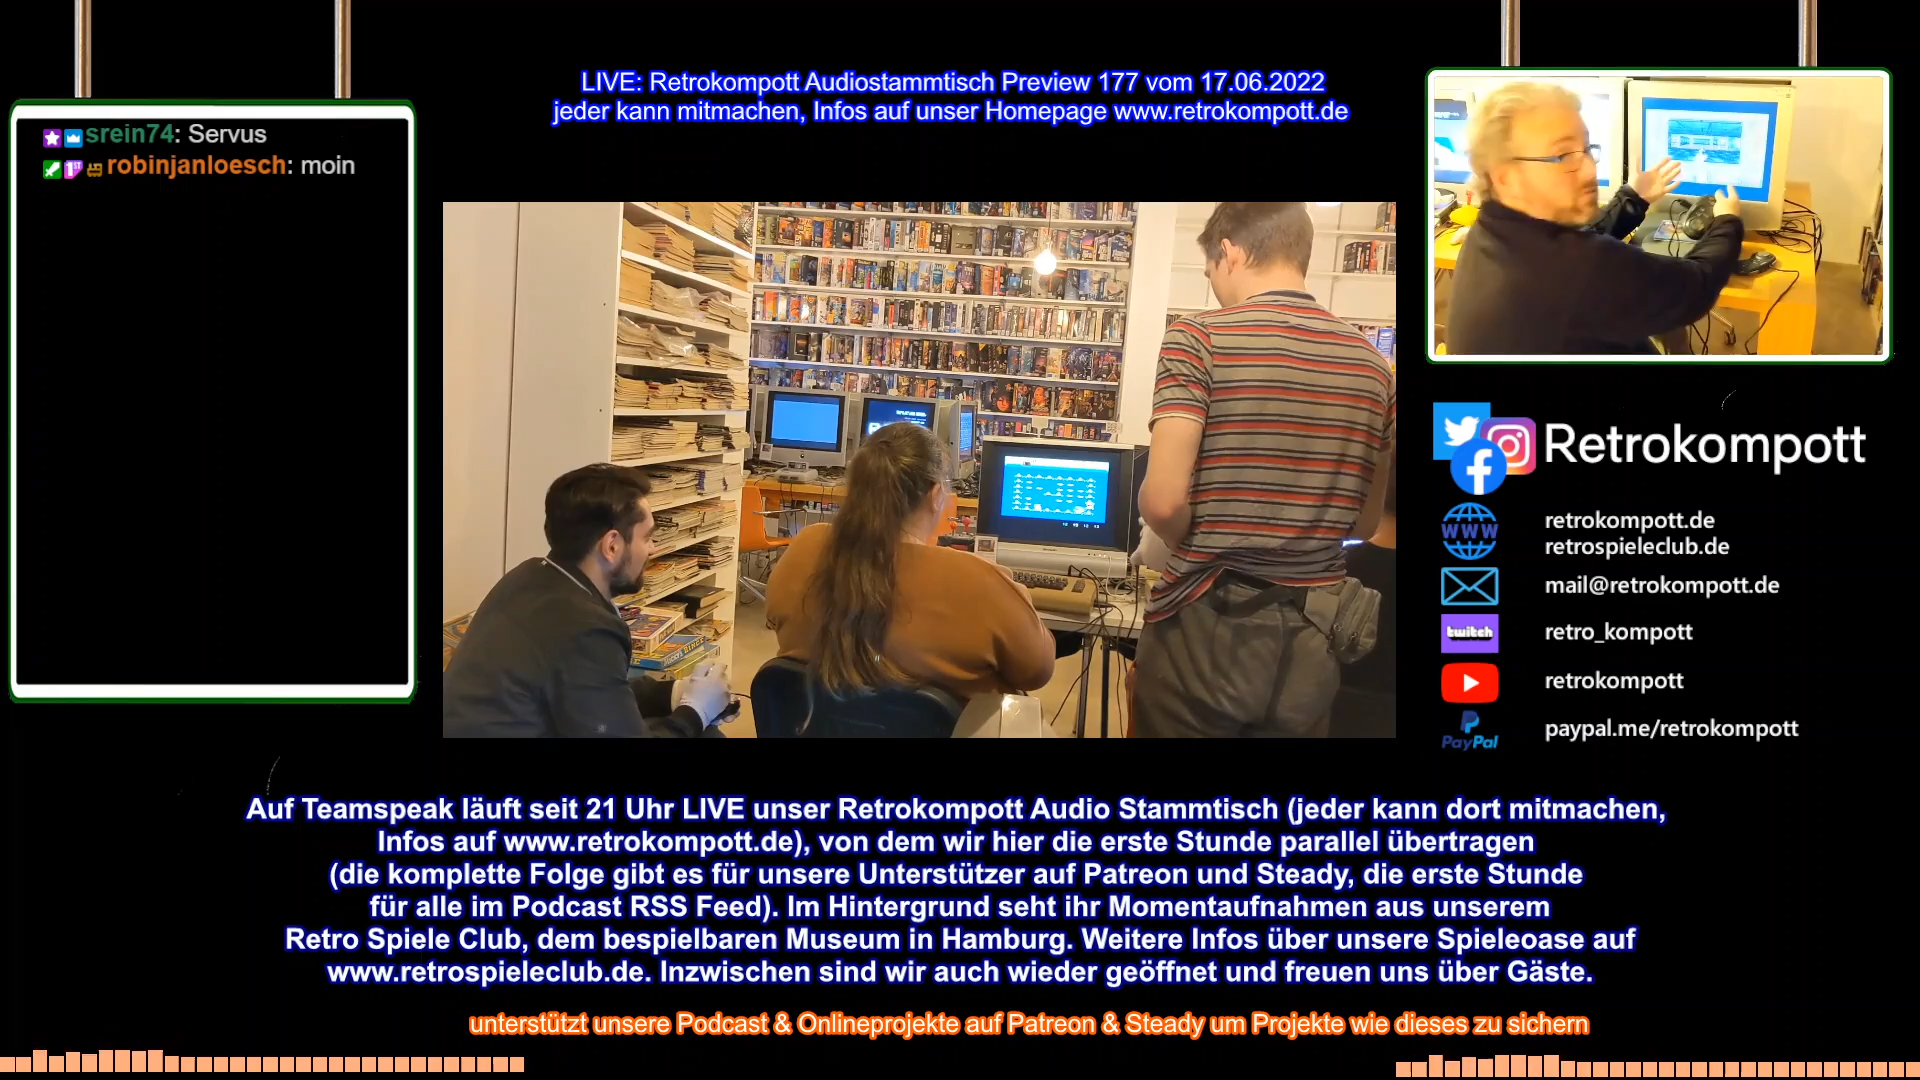 LIVE: Retrokompott Audiostammtisch Preview 177 vom 17.06.2022
jeder kann mitmachen, Infos auf unser Homepage www.retrokompott.de
srein74: Servus
1ST robinjanloesch: moin
Retrokompott
WWW
retrokompott.de
retrospieleclub.de
mail@retrokompott.de
twitch retro_kompott
retrokompott
PayPal paypal.me/retrokompott
Auf Teamspeak läuft seit 21 Uhr LIVE unser Retrokompott Audio Stammtisch (jeder kann dort mitmachen,
Infos auf www.retrokompott.de), von dem wir hier die erste Stunde parallel übertragen
(die komplette Folge gibt es für unsere Unterstützer auf Patreon und Steady, die erste Stunde
für alle im Podcast RSS Feed). Im Hintergrund seht ihr Momentaufnahmen aus unserem
Retro Spiele Club, dem bespielbaren Museum in Hamburg. Weitere Infos über unsere Spieleoase auf
www.retrospieleclub.de. Inzwischen sind wir auch wieder geöffnet und freuen uns über Gäste.
unterstützt unsere Podcast & Onlineprojekte auf Patreon & Steady um Projekte wie dieses zu sichern